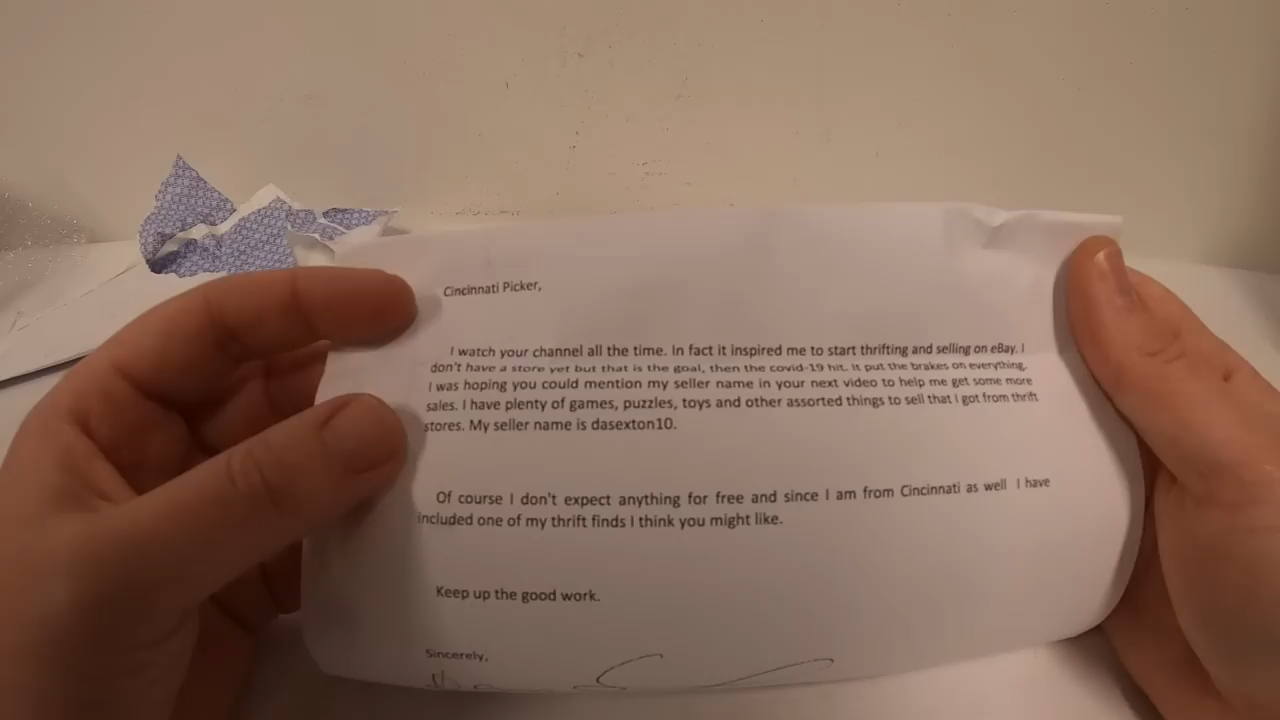 Cincinnati Picker,
I watch your channel all the time. In fact it inspired me to start thrifting and selling on eBay. I
don't have a store yet but that is the goal, then the covid-19 hit. It put the brakes on everything.
I was hoping you could mention my seller name in your next video to help me get some more
sales. I have plenty of games, puzzles, toys and other assorted things to sell that I got from thrift
stores. My seller name is dasexton10.
Of course I don't expect anything for free and since I am from Cincinnati as well I have
included one of my thrift finds I think you might like.
Keep up the good work.
Sincerely,